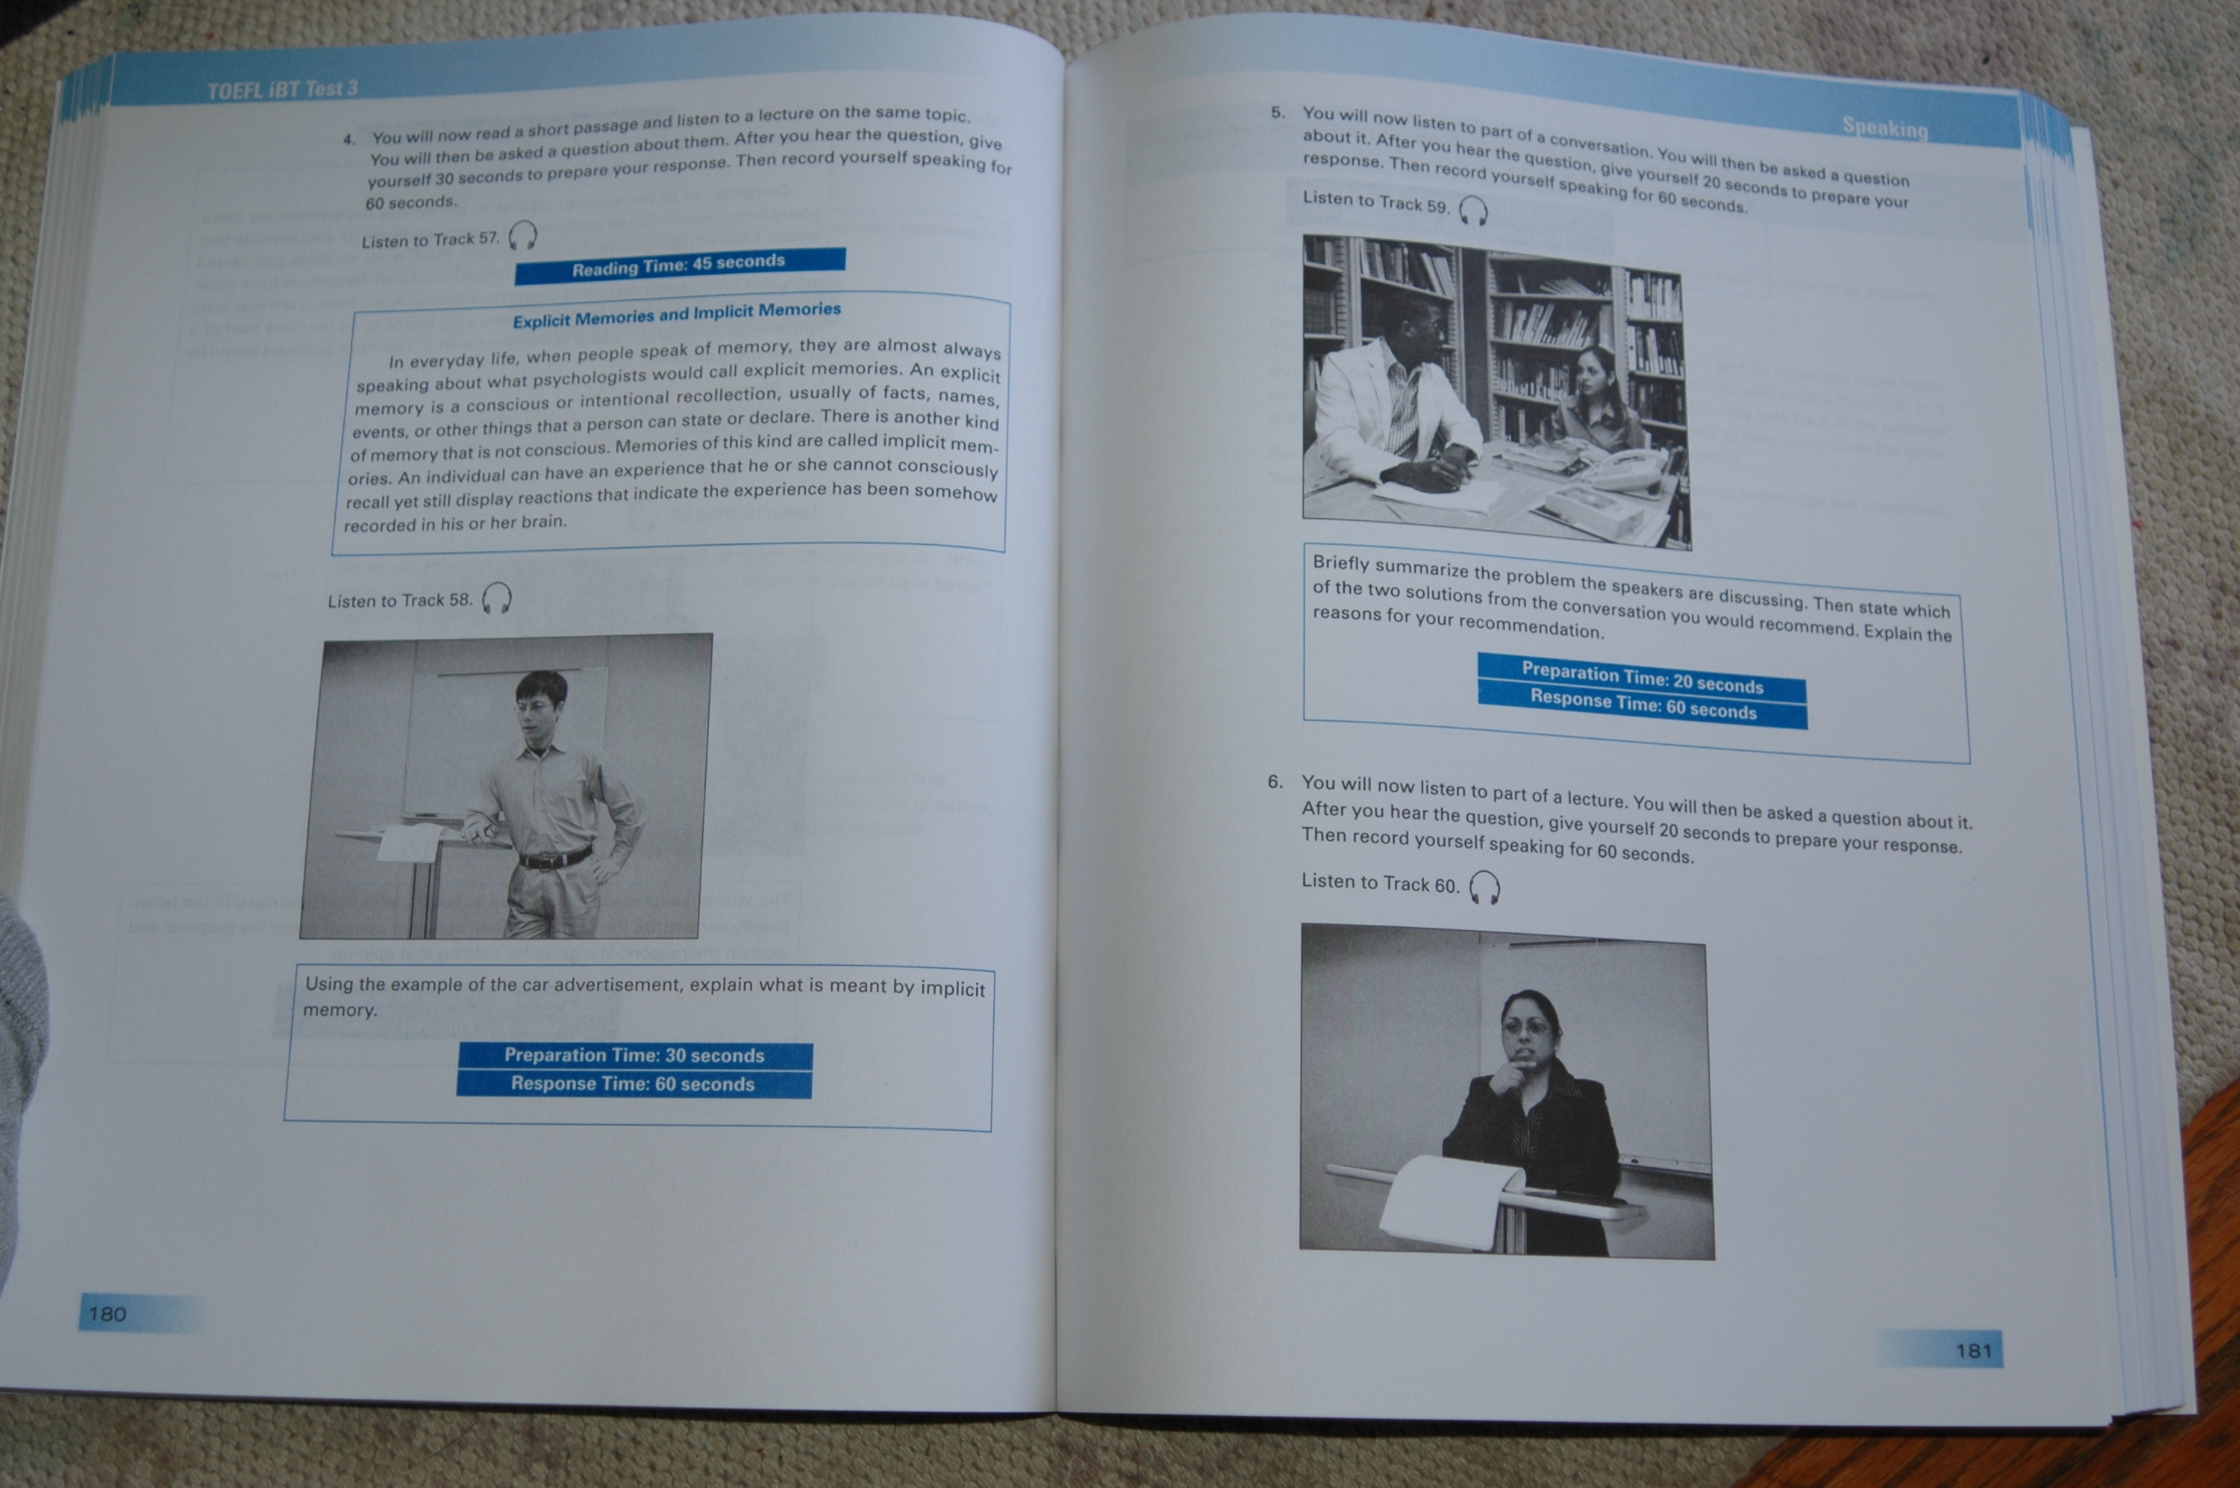 TOEFL iBT Test 3
4. You will now read a short passage and listen to a lecture on the same topic.
You will then be asked a question about them. After you hear the question, give
yourself 30 seconds to prepare your response. Then record yourself speaking for
60 seconds.
Listen to Track 57.
Reading Time: 45 seconds
Explicit Memories and Implicit Memories
In everyday life, when people speak of memory, they are almost always
speaking about what psychologists would call explicit memories. An explicit
memory is a conscious or intentional recollection, usually of facts, names,
events, or other things that a person can state or declare. There is another kind
of memory that is not conscious. Memories of this kind are called implicit mem-
ories. An individual can have an experience that he or she cannot consciously
recall yet still display reactions that indicate the experience has been somehow
recorded in his or her brain.
Listen to Track 58.
Using the example of the car advertisement, explain what is meant by implicit
memory.
Preparation Time: 30 seconds
Response Time: 60 seconds
180
Speaking
5. You will now listen to part of a conversation. You will then be asked a question
about it. After you hear the question, give yourself 20 seconds to prepare your
response. Then record yourself speaking for 60 seconds.
Listen to Track 59.
Briefly summarize the problem the speakers are discussing. Then state which
of the two solutions from the conversation you would recommend. Explain the
reasons for your recommendation.
Preparation Time: 20 seconds
Response Time: 60 seconds
6. You will now listen to part of a lecture. You will then be asked a question about it.
After you hear the question, give yourself 20 seconds to prepare your response.
Then record yourself speaking for 60 seconds.
Listen to Track 60.
181